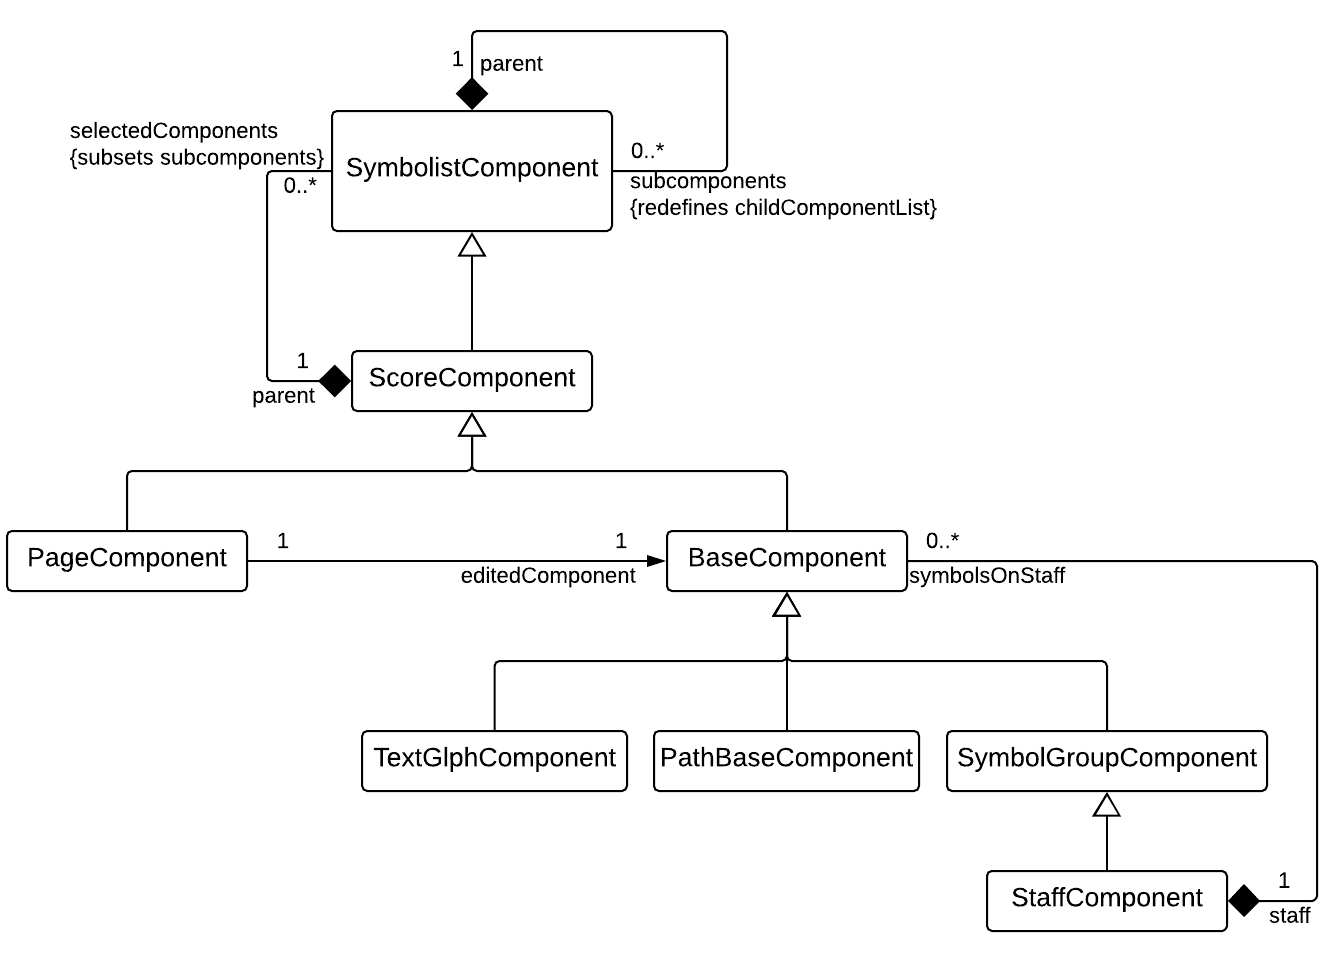 1
parent
selectedComponents
{subsets subcomponents}
0..*
SymbolistComponent
0..*
subcomponents
{redefines childComponentList}
1
parent
ScoreComponent
PageComponent
1
1
editedComponent
BaseComponent
0..*
symbolsOnStaff
TextGlphComponent
PathBaseComponent
SymbolGroupComponent
StaffComponent
1
staff